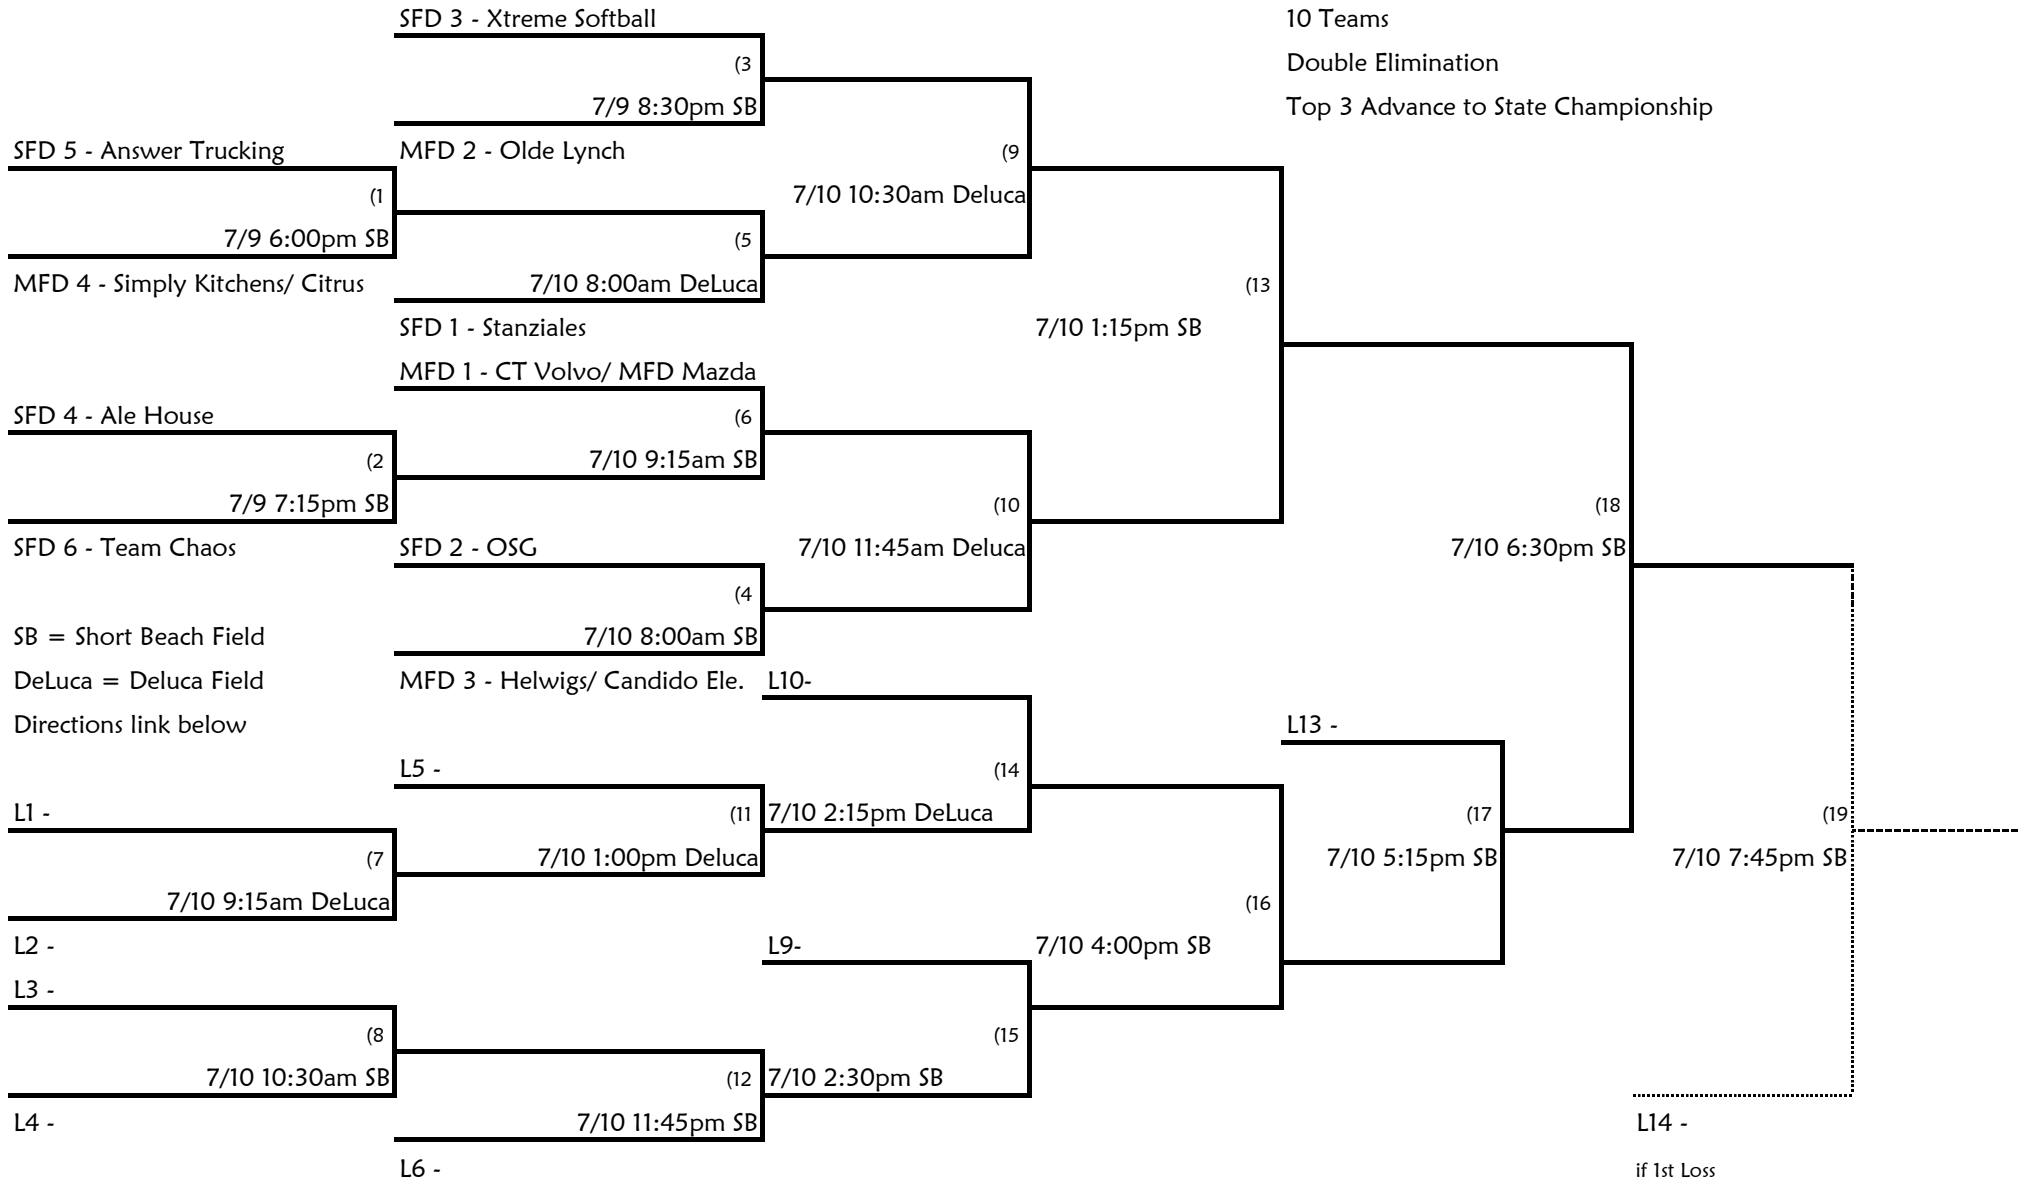 SFD 3 - Xtreme Softball
10 Teams
(3
Double Elimination
7/9 8:30pm SB
Top 3 Advance to State Championship
SFD 5 - Answer Trucking
MFD 2 - Olde Lynch
(9
(1
7/10 10:30am Deluca
7/9 6:00pm SB
(5
MFD 4 - Simply Kitchens/ Citrus
7/10 8:00am DeLuca
(13
SFD 1 - Stanziales
7/10 1:15pm SB
MFD 1 - CT Volvo/ MFD Mazda
SFD 4 - Ale House
(6
(2
7/10 9:15am SB
7/9 7:15pm SB
(10
(18
SFD 6 - Team Chaos
SFD 2 - OSG
7/10 11:45am Deluca
7/10 6:30pm SB
(4
SB = Short Beach Field
7/10 8:00am SB
DeLuca = Deluca Field
MFD 3 - Helwigs/ Candido Ele.
L10-
Directions link below
L13 -
L5 -
(14
L1 -
(11
7/10 2:15pm DeLuca
(17
(19
(7
7/10 1:00pm Deluca
7/10 5:15pm SB
7/10 7:45pm SB
7/10 9:15am DeLuca
(16
L2 -
L9-
7/10 4:00pm SB
L3 -
(8
(15
7/10 10:30am SB
(12
7/10 2:30pm SB
L4 -
7/10 11:45pm SB
L14 -
L6 -
if 1st Loss